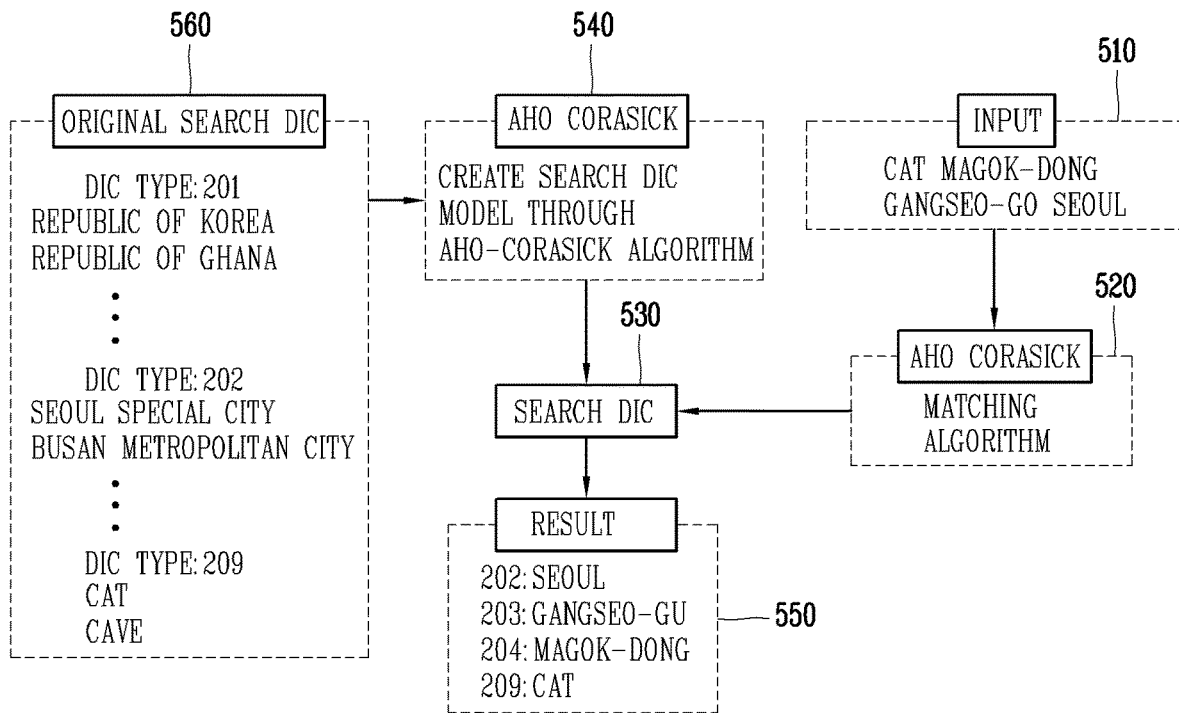 560
ORIGINAL SEARCH DIC
DIC TYPE:201
REPUBLIC OF KOREA
REPUBLIC OF GHANA
DIC TYPE:202
SEOUL SPECIAL CITY
BUSAN METROPOLITAN CITY
DIC TYPE:209
CAT
CAVE
540
AHO CORASICK
CREATE SEARCH DIC
MODEL THROUGH
AHO-CORASICK ALGORITHM
510
INPUT
CAT MAGOK-DONG
GANGSEO-GO SEOUL
520
AHO CORASICK
MATCHING
ALGORITHM
530
SEARCH DIC
RESULT
202:SEOUL
203:GANGSEO-GU
204:MAGOK-DONG
209:CAT
550